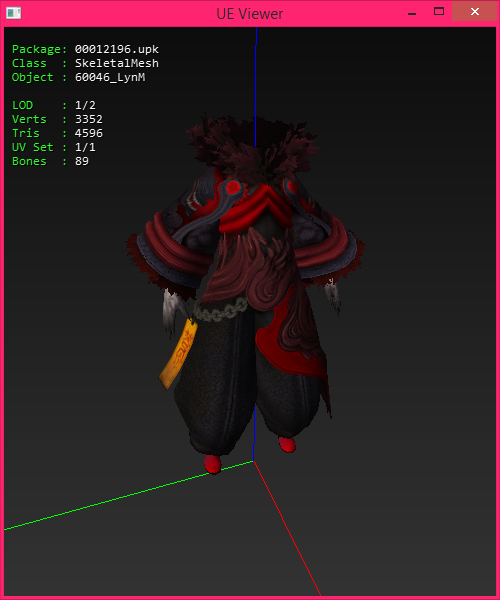 UE Viewer
Package: 00012196.upk
Class : SkeletalMesh
Object : 60046_LynM
LOD : 1/2
Verts : 3352
Tris : 4596
UV Set : 1/1
Bones : 89